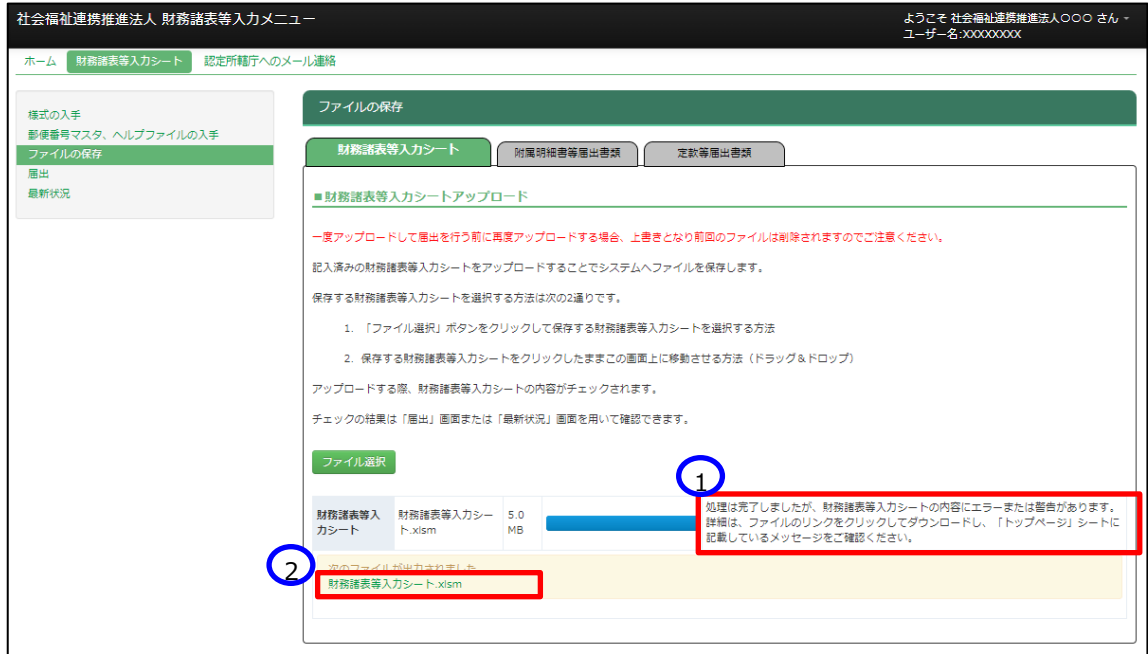 社会福祉連携推進法人 財務諸表等入力メニュー
ようこそ 社会福祉連携推進法人〇〇〇 さん
ユーザー名:XXXXXXXX
ホーム 財務諸表等入力シート 認定所轄庁へのメール連絡
様式の入手
郵便番号マスタ、ヘルプファイルの入手
ファイルの保存
届出
最新状況
ファイルの保存
財務諸表等入力シート 附属明細書等届出書類 定款等届出書類
■財務諸表等入力シートアップロード
一度アップロードして届出を行う前に再度アップロードする場合、上書きとなり前回のファイルは削除されますのでご注意ください。
記入済みの財務諸表等入力シートをアップロードすることでシステムへファイルを保存します。
保存する財務諸表等入力シートを選択する方法は次の2通りです。
1. 「ファイル選択」ボタンをクリックして保存する財務諸表等入力シートを選択する方法
2. 保存する財務諸表等入力シートをクリックしたままこの画面上に移動させる方法（ドラッグ＆ドロップ）
アップロードする際、財務諸表等入力シートの内容がチェックされます。
チェックの結果は「届出」画面または「最新状況」画面を用いて確認できます。
ファイル選択
1
財務諸表等入
力シート
財務諸表等入力シー
ト.xlsm
5.0
MB
処理は完了しましたが、財務諸表等入力シートの内容にエラーまたは警告があります。
詳細は、ファイルのリンクをクリックしてダウンロードし、「トップページ」シートに
記載しているメッセージをご確認ください。
2
次のファイルが出力されました
財務諸表等入力シート.xlsm